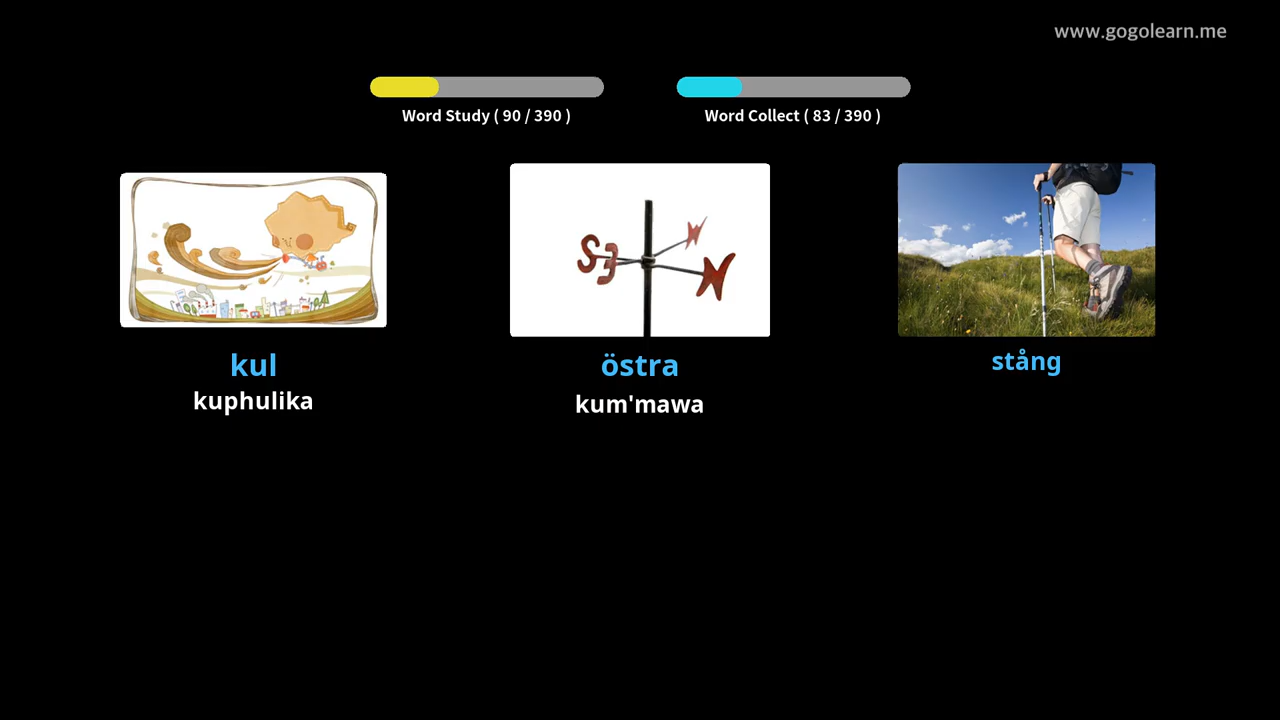 www.gogolearn.me
Word Study ( 90 / 390 )
Word Collect ( 83 / 390 )
kul
kuphulika
östra
kum'mawa
stång